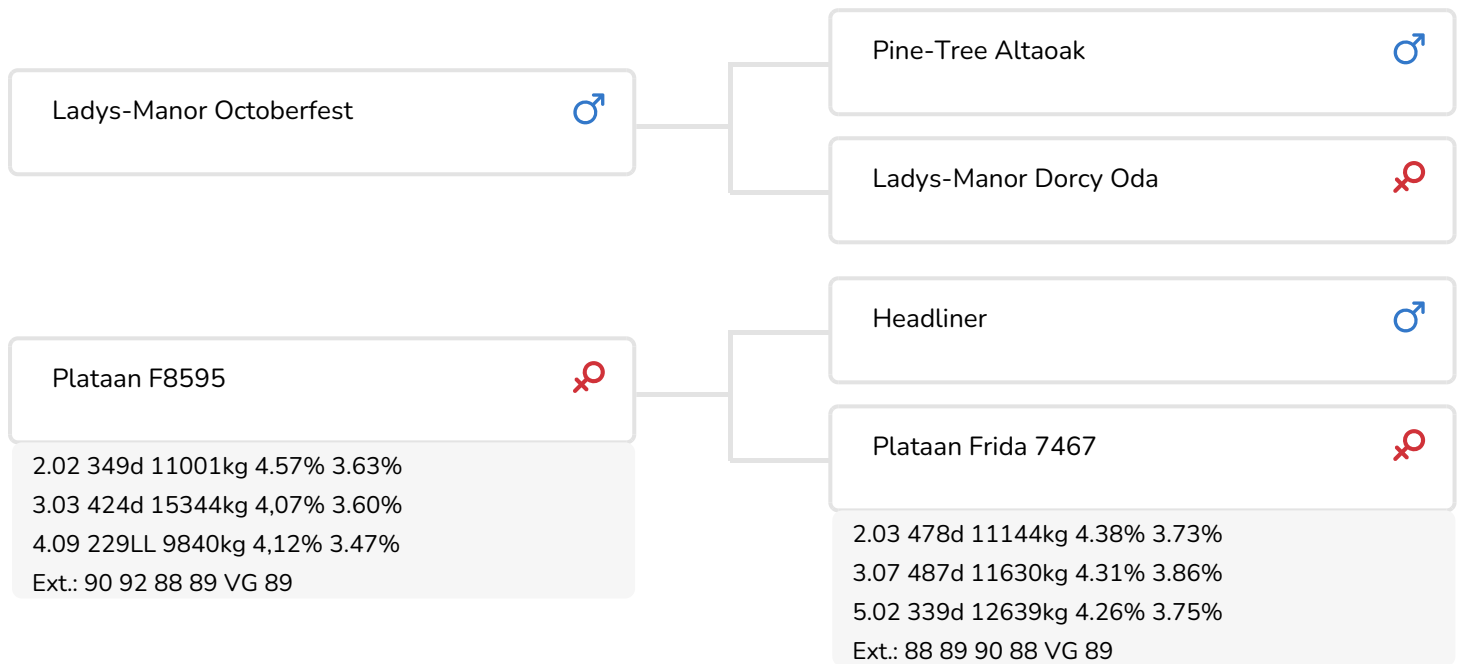 Ladys-Manor Octoberfest
Pine-Tree Altaoak
Ladys-Manor Dorcy Oda
Plataan F8595
2.02 349d 11001kg 4.57% 3.63%
3.03 424d 15344kg 4,07% 3.60%
4.09 229LL 9840kg 4,12% 3.47%
Ext.: 90 92 88 89 VG 89
Headliner
Plataan Frida 7467
2.03 478d 11144kg 4.38% 3.73%
3.07 487d 11630kg 4.31% 3.86%
5.02 339d 12639kg 4.26% 3.75%
Ext.: 88 89 90 88 VG 89